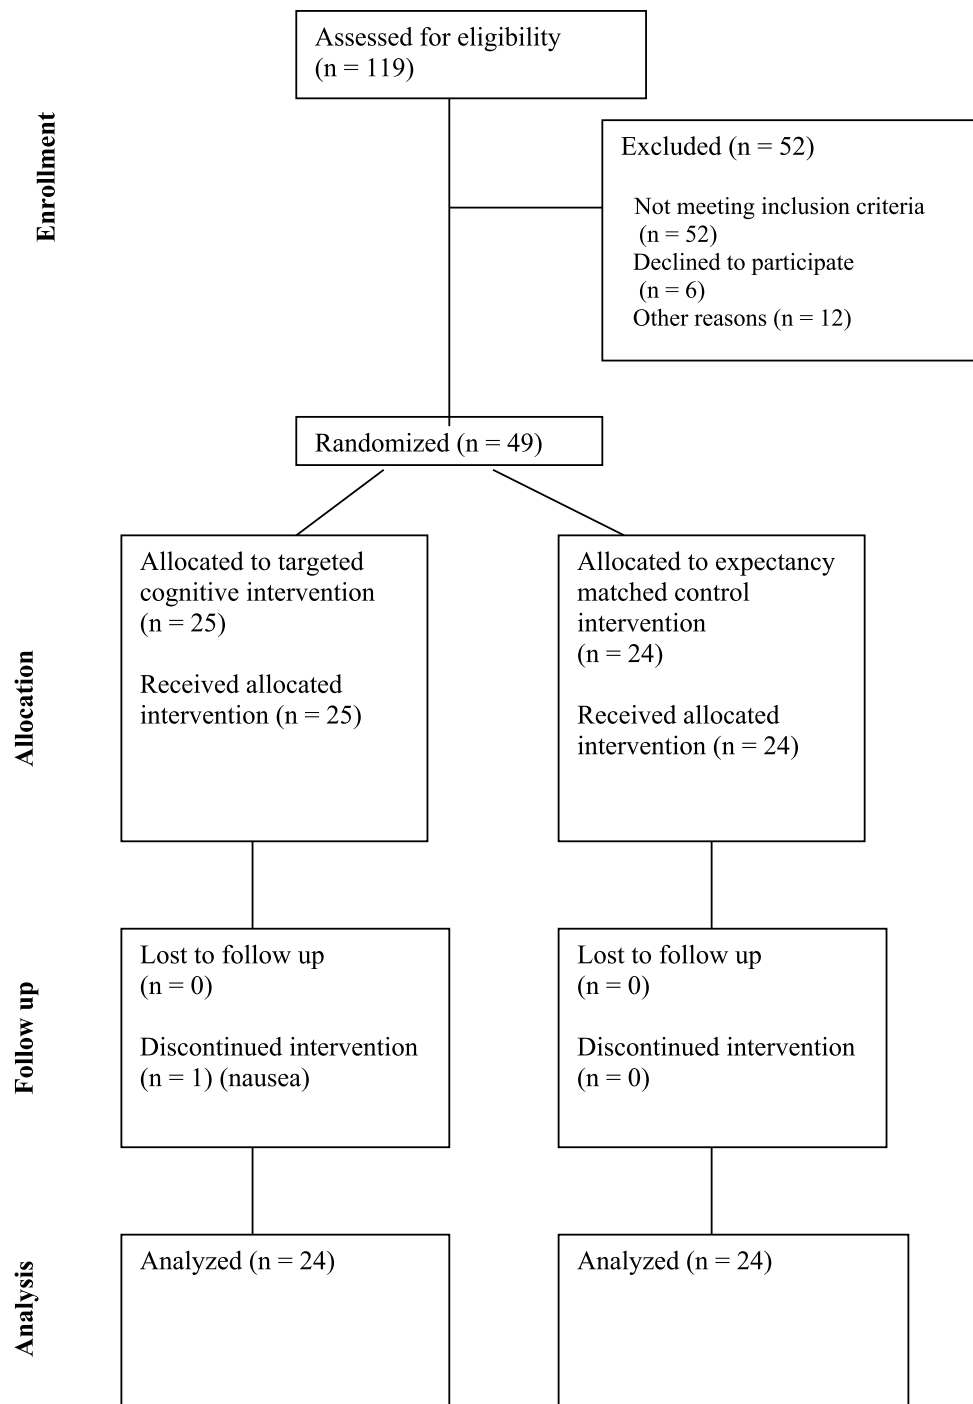 Assessed for eligibility
(n = 119)
Enrollment
Excluded (n = 52)
Not meeting inclusion criteria
(n = 52)
Declined to participate
(n = 6)
Other reasons (n = 12)
Randomized (n = 49)
Allocation
Allocated to targeted
cognitive intervention
(n = 25)
Received allocated
intervention (n = 25)
Allocated to expectancy
matched control
intervention
(n = 24)
Received allocated
intervention (n = 24)
Follow up
Lost to follow up
(n = 0)
Discontinued intervention
(n = 1) (nausea)
Lost to follow up
(n = 0)
Discontinued intervention
(n = 0)
Analysis
Analyzed (n = 24)
Analyzed (n = 24)